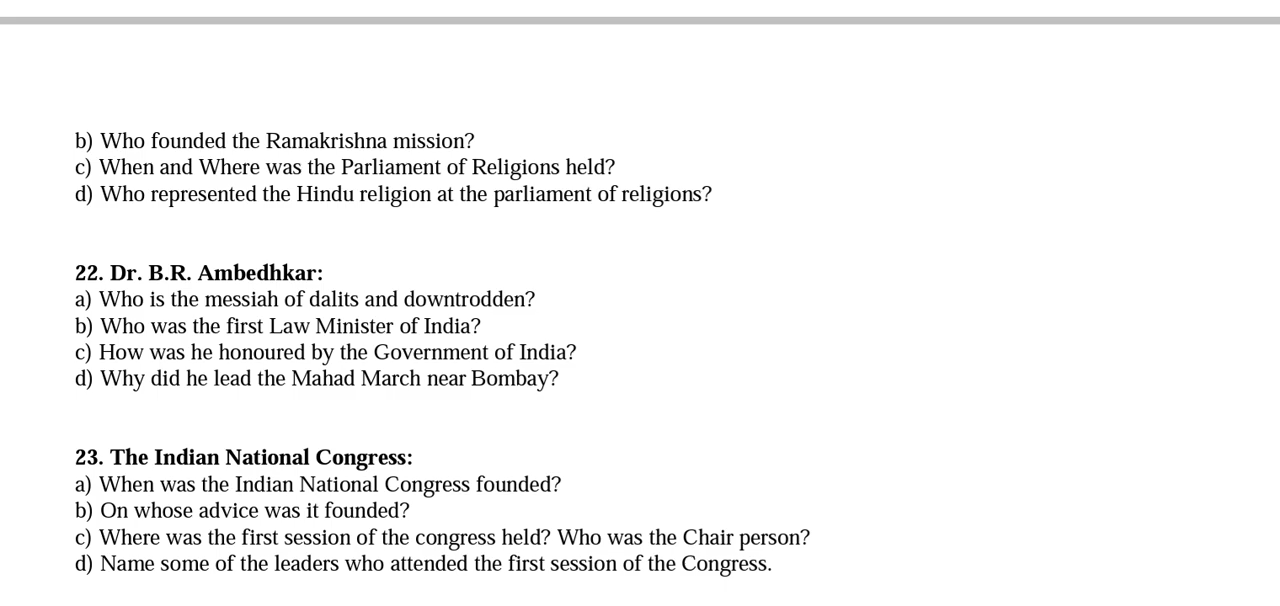 b) Who founded the Ramakrishna mission?
c) When and Where was the Parliament of Religions held?
d) Who represented the Hindu religion at the parliament of religions?
22. Dr. B.R. Ambedhkar:
a) Who is the messiah of dalits and downtrodden?
b) Who was the first Law Minister of India?
c) How was he honoured by the Government of India?
d) Why did he lead the Mahad March near Bombay?
23. The Indian National Congress:
a) When was the Indian National Congress founded?
b) On whose advice was it founded?
c) Where was the first session of the congress held? Who was the Chair person?
d) Name some of the leaders who attended the first session of the Congress.